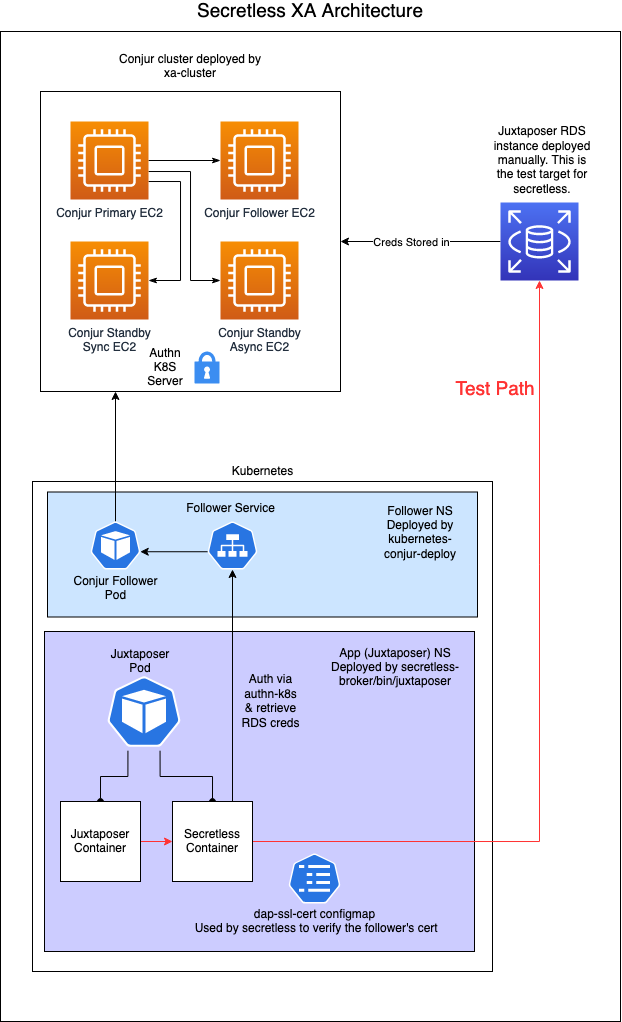 Secretless XA Architecture
Conjur cluster deployed by
xa-cluster
Conjur Primary EC2
Conjur Follower EC2
Conjur Standby
Sync EC2
Conjur Standby
Async EC2
Authn
K8S
Server
Juxtaposer RDS
instance deployed
manually. This is
the test target for
secretless.
Creds Stored in
Test Path
Kubernetes
Follower Service
Follower NS
Deployed by
kubernetes-
conjur-deploy
Conjur Follower
Pod
Juxtaposer
Pod
App (Juxtaposer) NS
Deployed by secretless-
broker/bin/juxtaposer
Auth via
authn-k8s
& retrieve
RDS creds
Juxtaposer
Container
Secretless
Container
dap-ssl-cert configmap
Used by secretless to verify the follower's cert